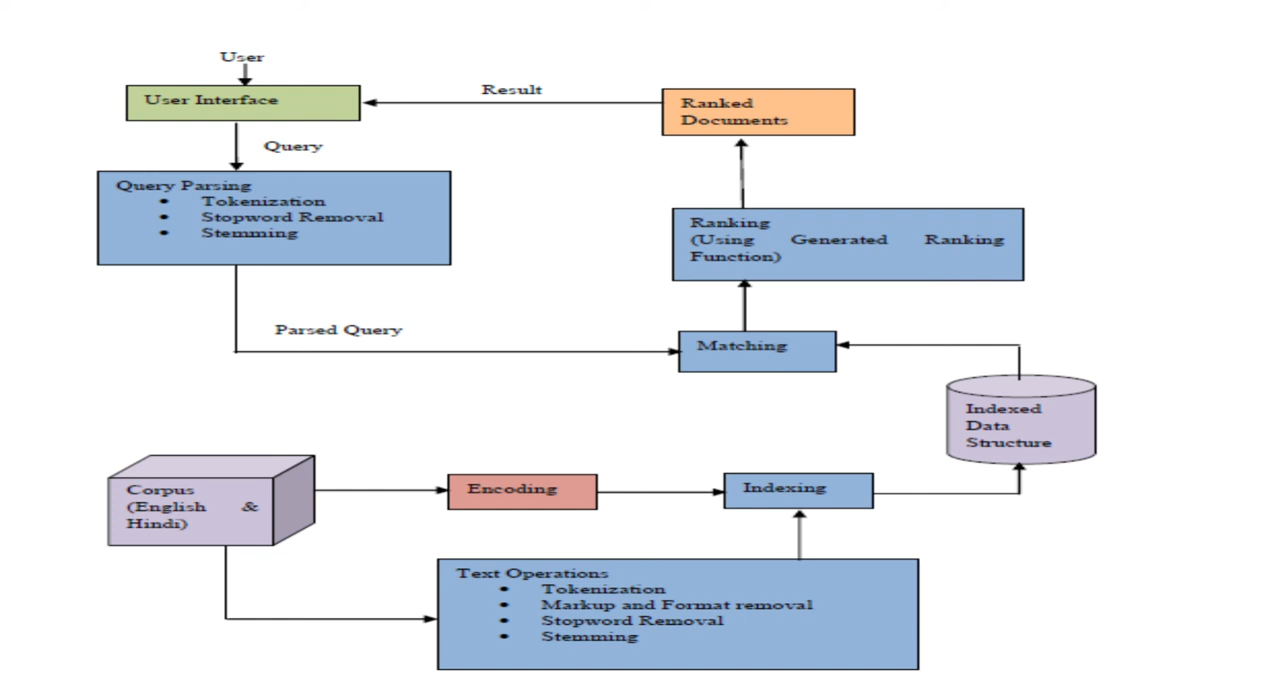 User
User Interface
Result
Ranked
Documents
Query
Query Parsing
• Tokenization
• Stopword Removal
• Stemming
Ranking
(Using Generated Ranking
Function)
Parsed Query
Matching
Indexed
Data
Structure
Corpus
(English &
Hindi)
Encoding
Indexing
Text Operations
• Tokenization
• Markup and Format removal
• Stopword Removal
• Stemming